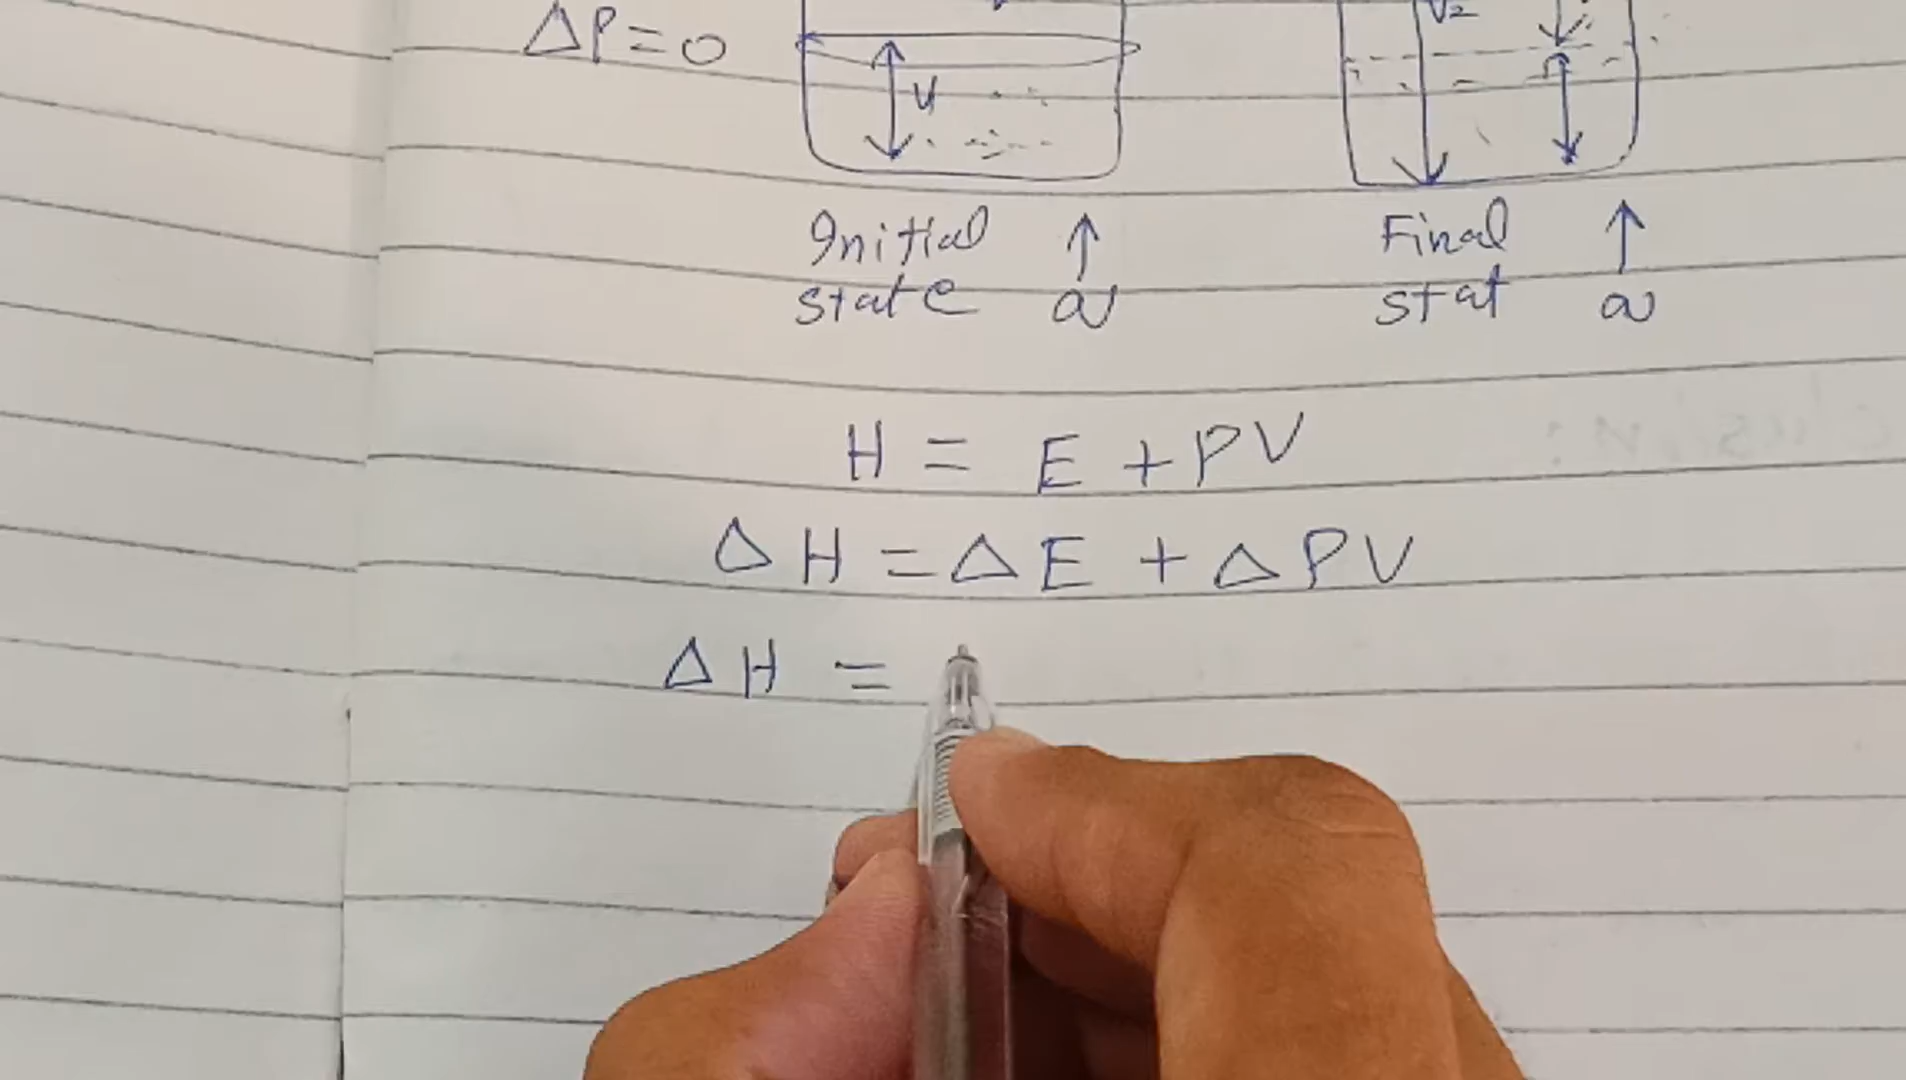 ΔP=0
V₂
V
Initial
state
Final
stat
H = E + PV
ΔH = ΔE + ΔPV
ΔH =